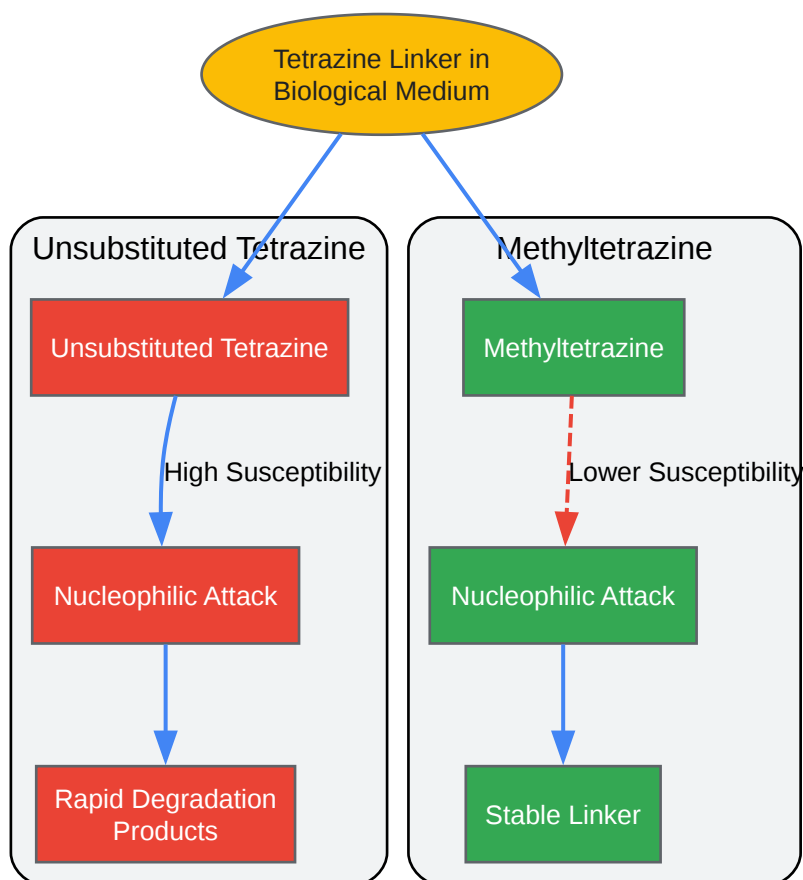 Tetrazine Linker in
Biological Medium
Unsubstituted Tetrazine
Methyltetrazine
Unsubstituted Tetrazine
Methyltetrazine
High Susceptibility
Lower Susceptibility
Nucleophilic Attack
Nucleophilic Attack
Rapid Degradation
Products
Stable Linker